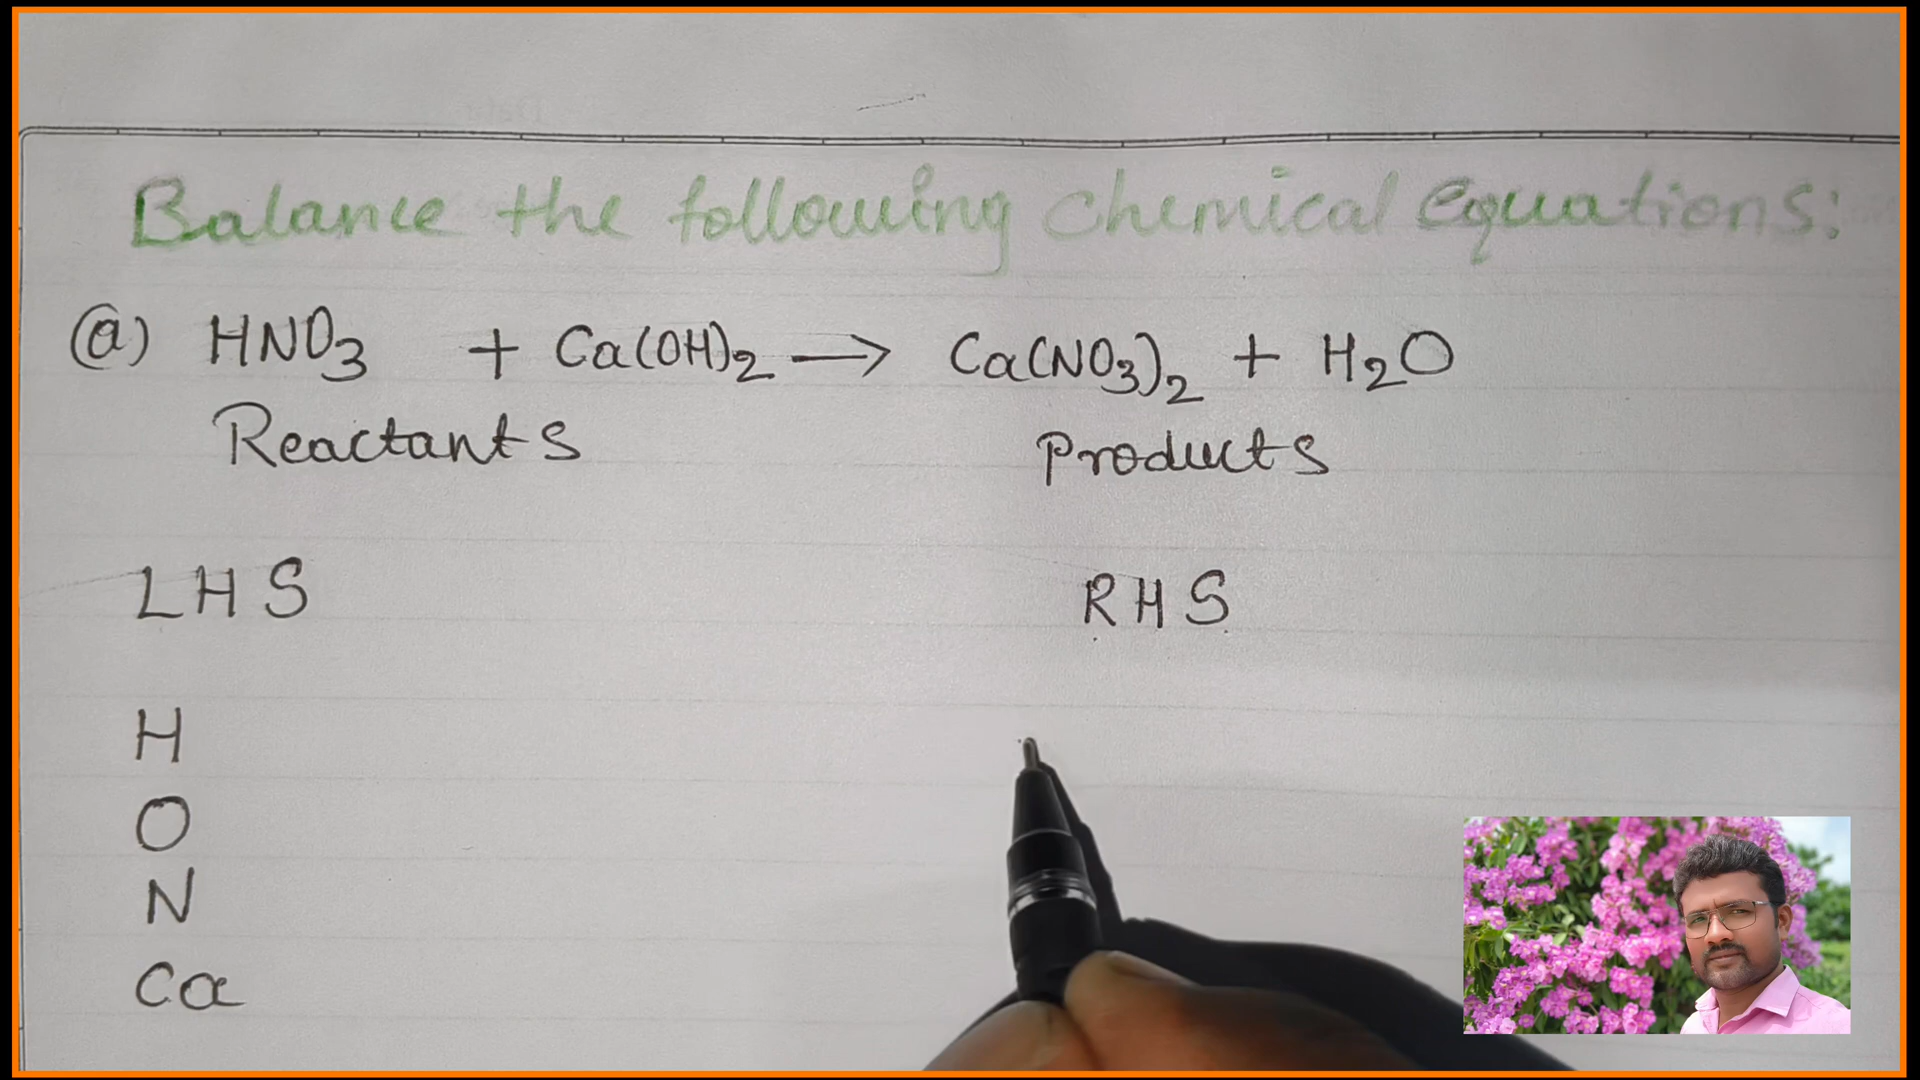 Balance the following chemical equations:
(a) HNO3 + Ca(OH)2 → Ca(NO3)2 + H2O
Reactants Products
LHS RHS
H
O
N
Ca